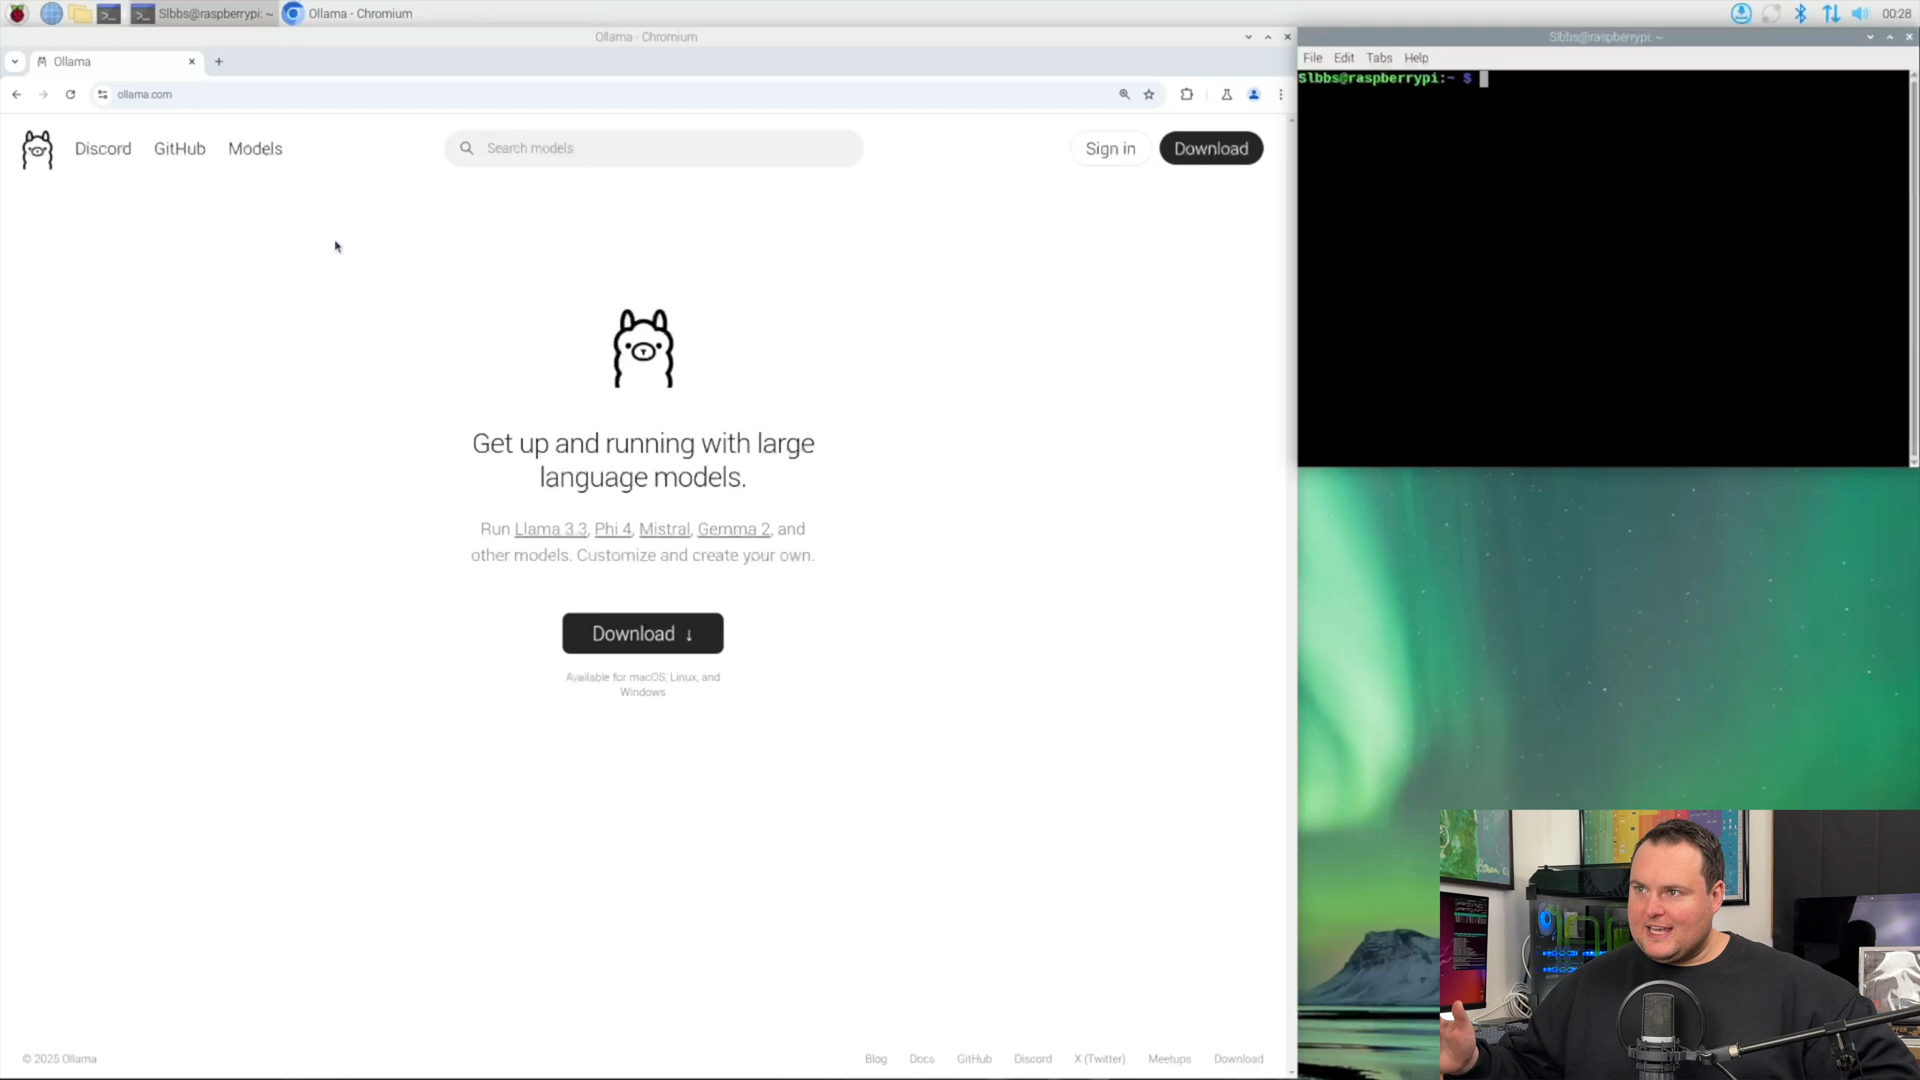 Slbbs@raspberrypi: ~
Ollama - Chromium
00:28
Ollama - Chromium
Ollama
ollama.com
Discord
GitHub
Models
Search models
Sign in
Download
Get up and running with large
language models.
Run Llama 3.3, Phi 4, Mistral, Gemma 2, and
other models. Customize and create your own.
Download ↓
Available for macOS, Linux, and
Windows
© 2025 Ollama
Blog
Docs
GitHub
Discord
X (Twitter)
Meetups
Download
Slbbs@raspberrypi: ~
File
Edit
Tabs
Help
Slbbs@raspberrypi:~ $